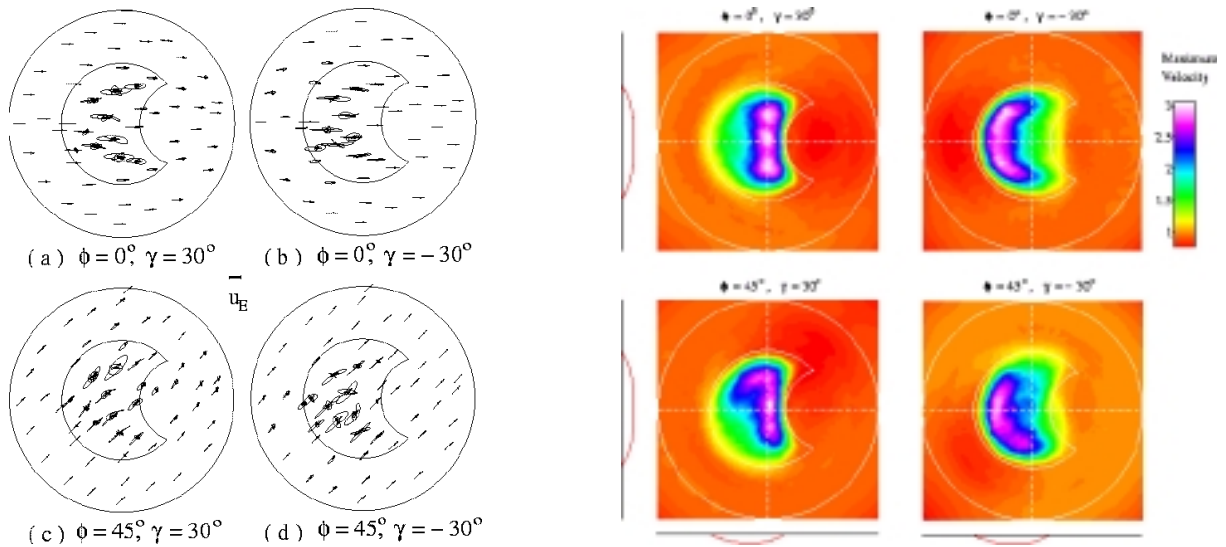 ( a ) ϕ = 0°, γ = 30°
( b ) ϕ = 0°, γ = − 30°
u_E
( c ) ϕ = 45°, γ = 30°
( d ) ϕ = 45°, γ = − 30°
ϕ = 0°, γ = 30°
ϕ = 0°, γ = − 30°
Maximum
Velocity
3
2.5
2
1.5
1
ϕ = 45°, γ = 30°
ϕ = 45°, γ = − 30°